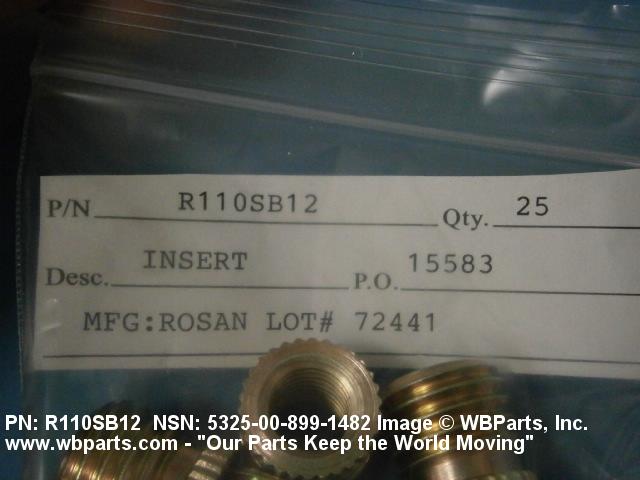 P/N R110SB12 Qty. 25
Desc. INSERT P.O. 15583
MFG:ROSAN LOT# 72441
PN: R110SB12 NSN: 5325-00-899-1482 Image © WBParts, Inc.
www.wbparts.com - "Our Parts Keep the World Moving"